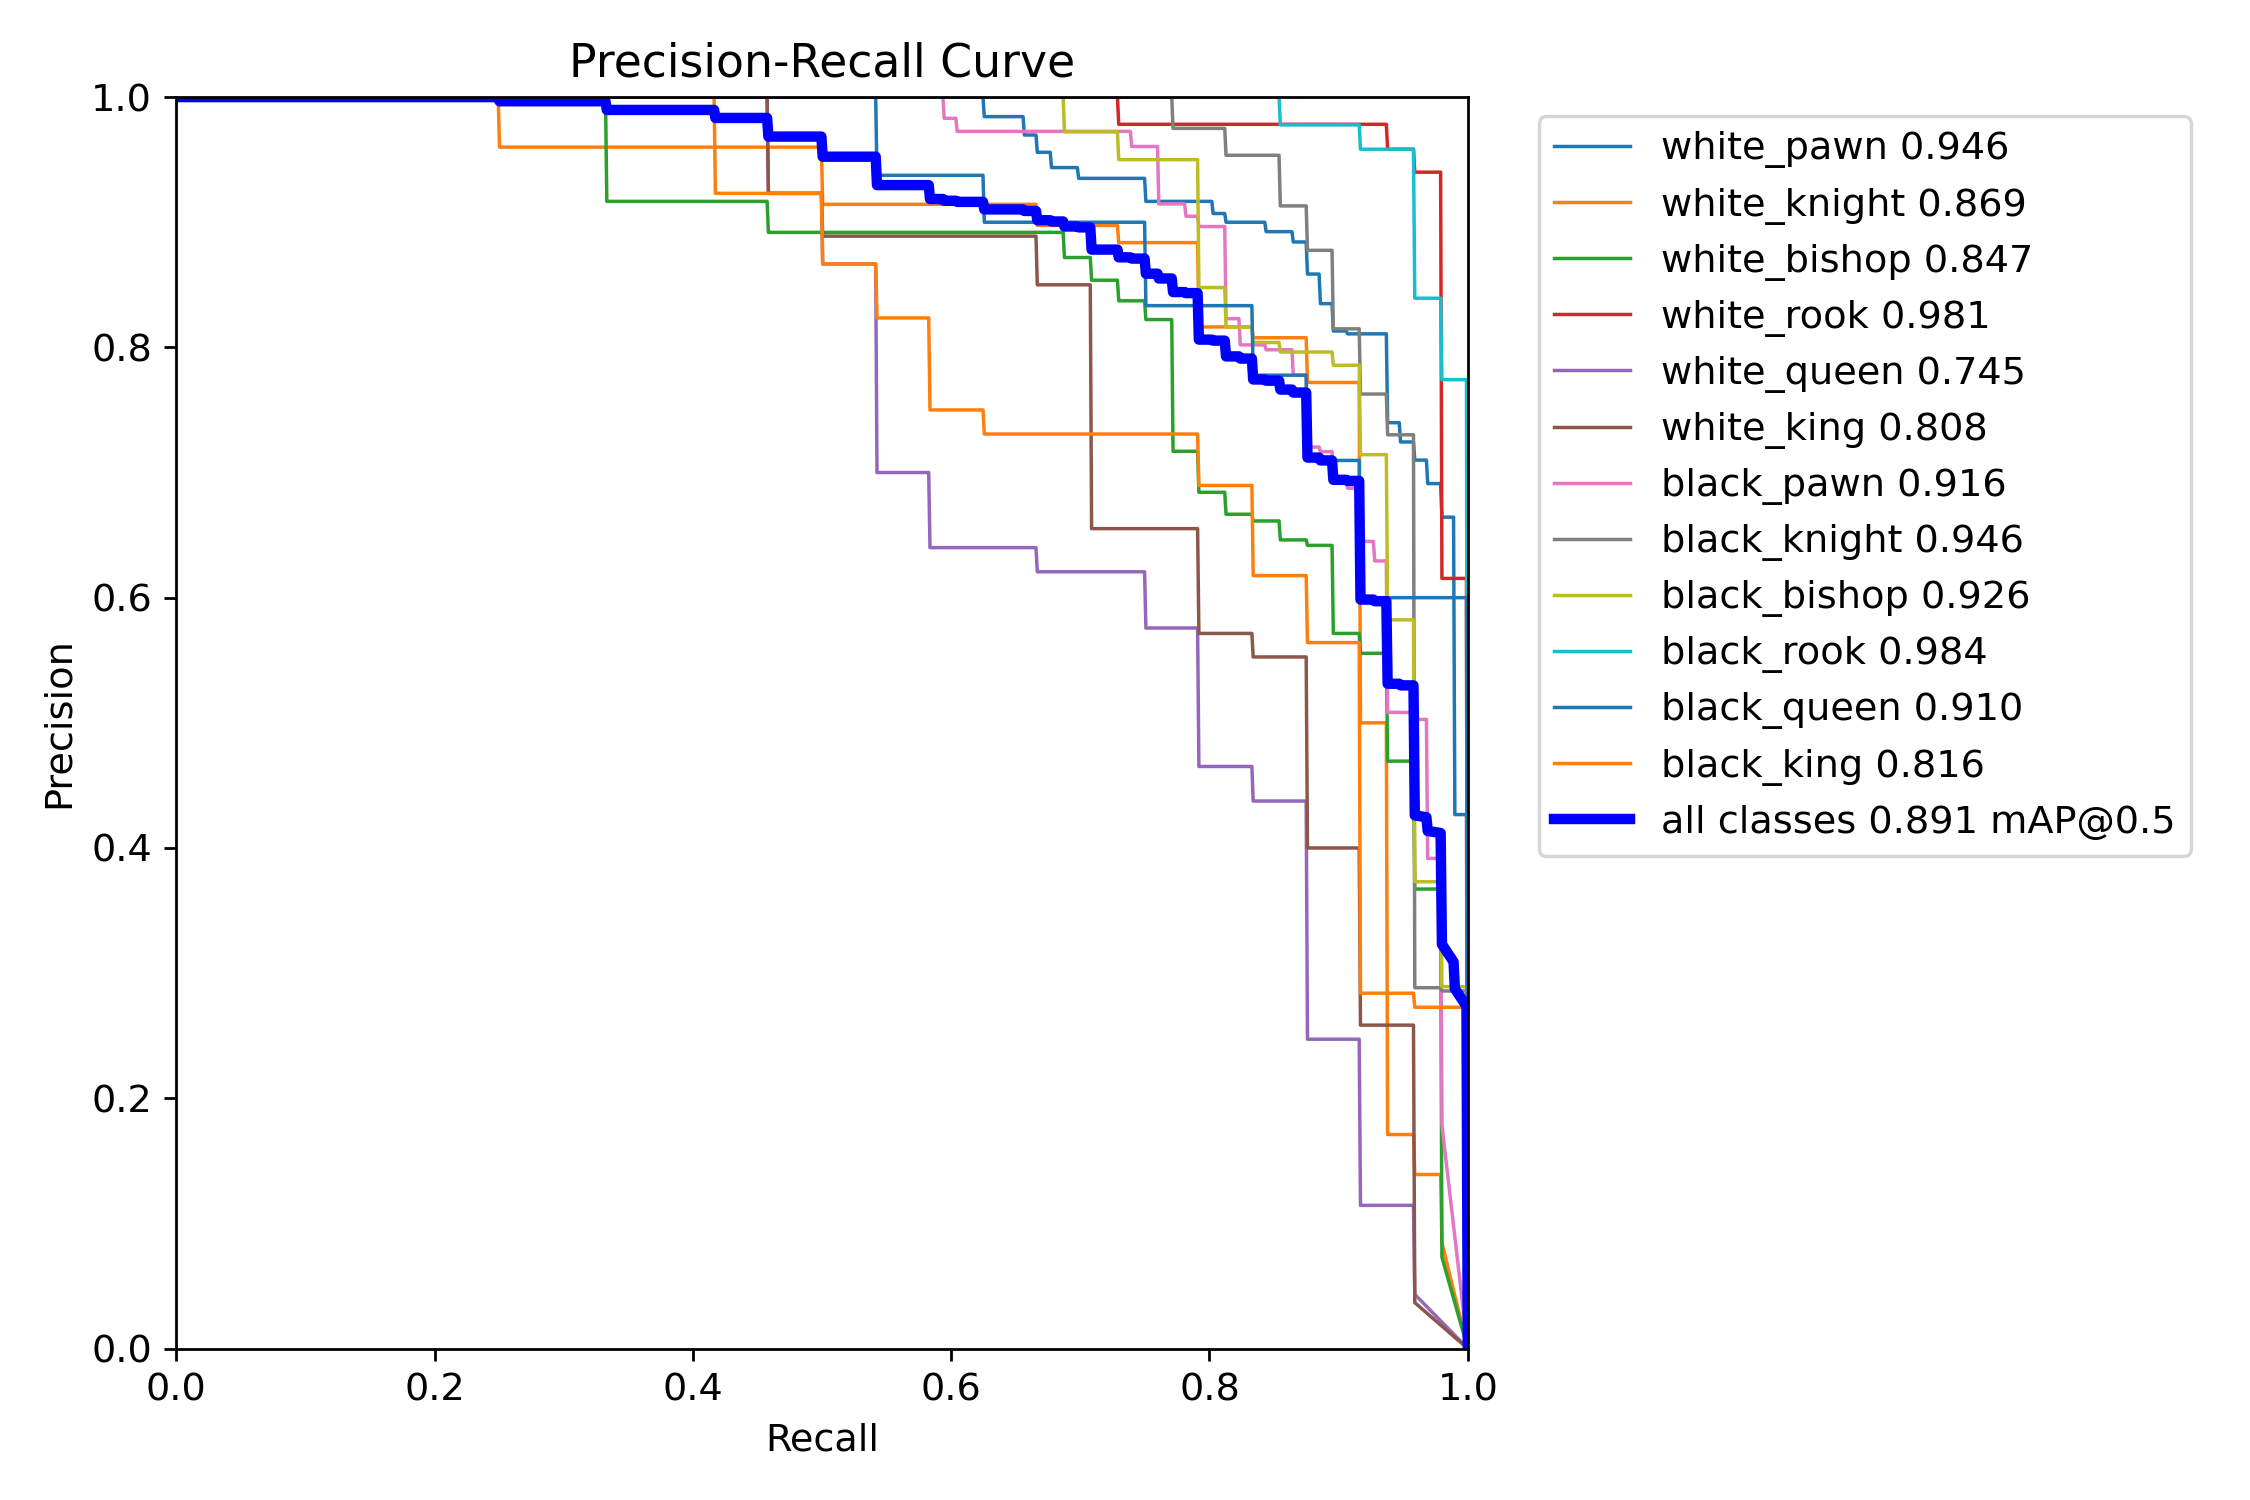 Precision-Recall Curve
1.0
0.8
0.6
0.4
0.2
0.0
Precision
0.0 0.2 0.4 0.6 0.8 1.0
Recall
white_pawn 0.946
white_knight 0.869
white_bishop 0.847
white_rook 0.981
white_queen 0.745
white_king 0.808
black_pawn 0.916
black_knight 0.946
black_bishop 0.926
black_rook 0.984
black_queen 0.910
black_king 0.816
all classes 0.891 mAP@0.5